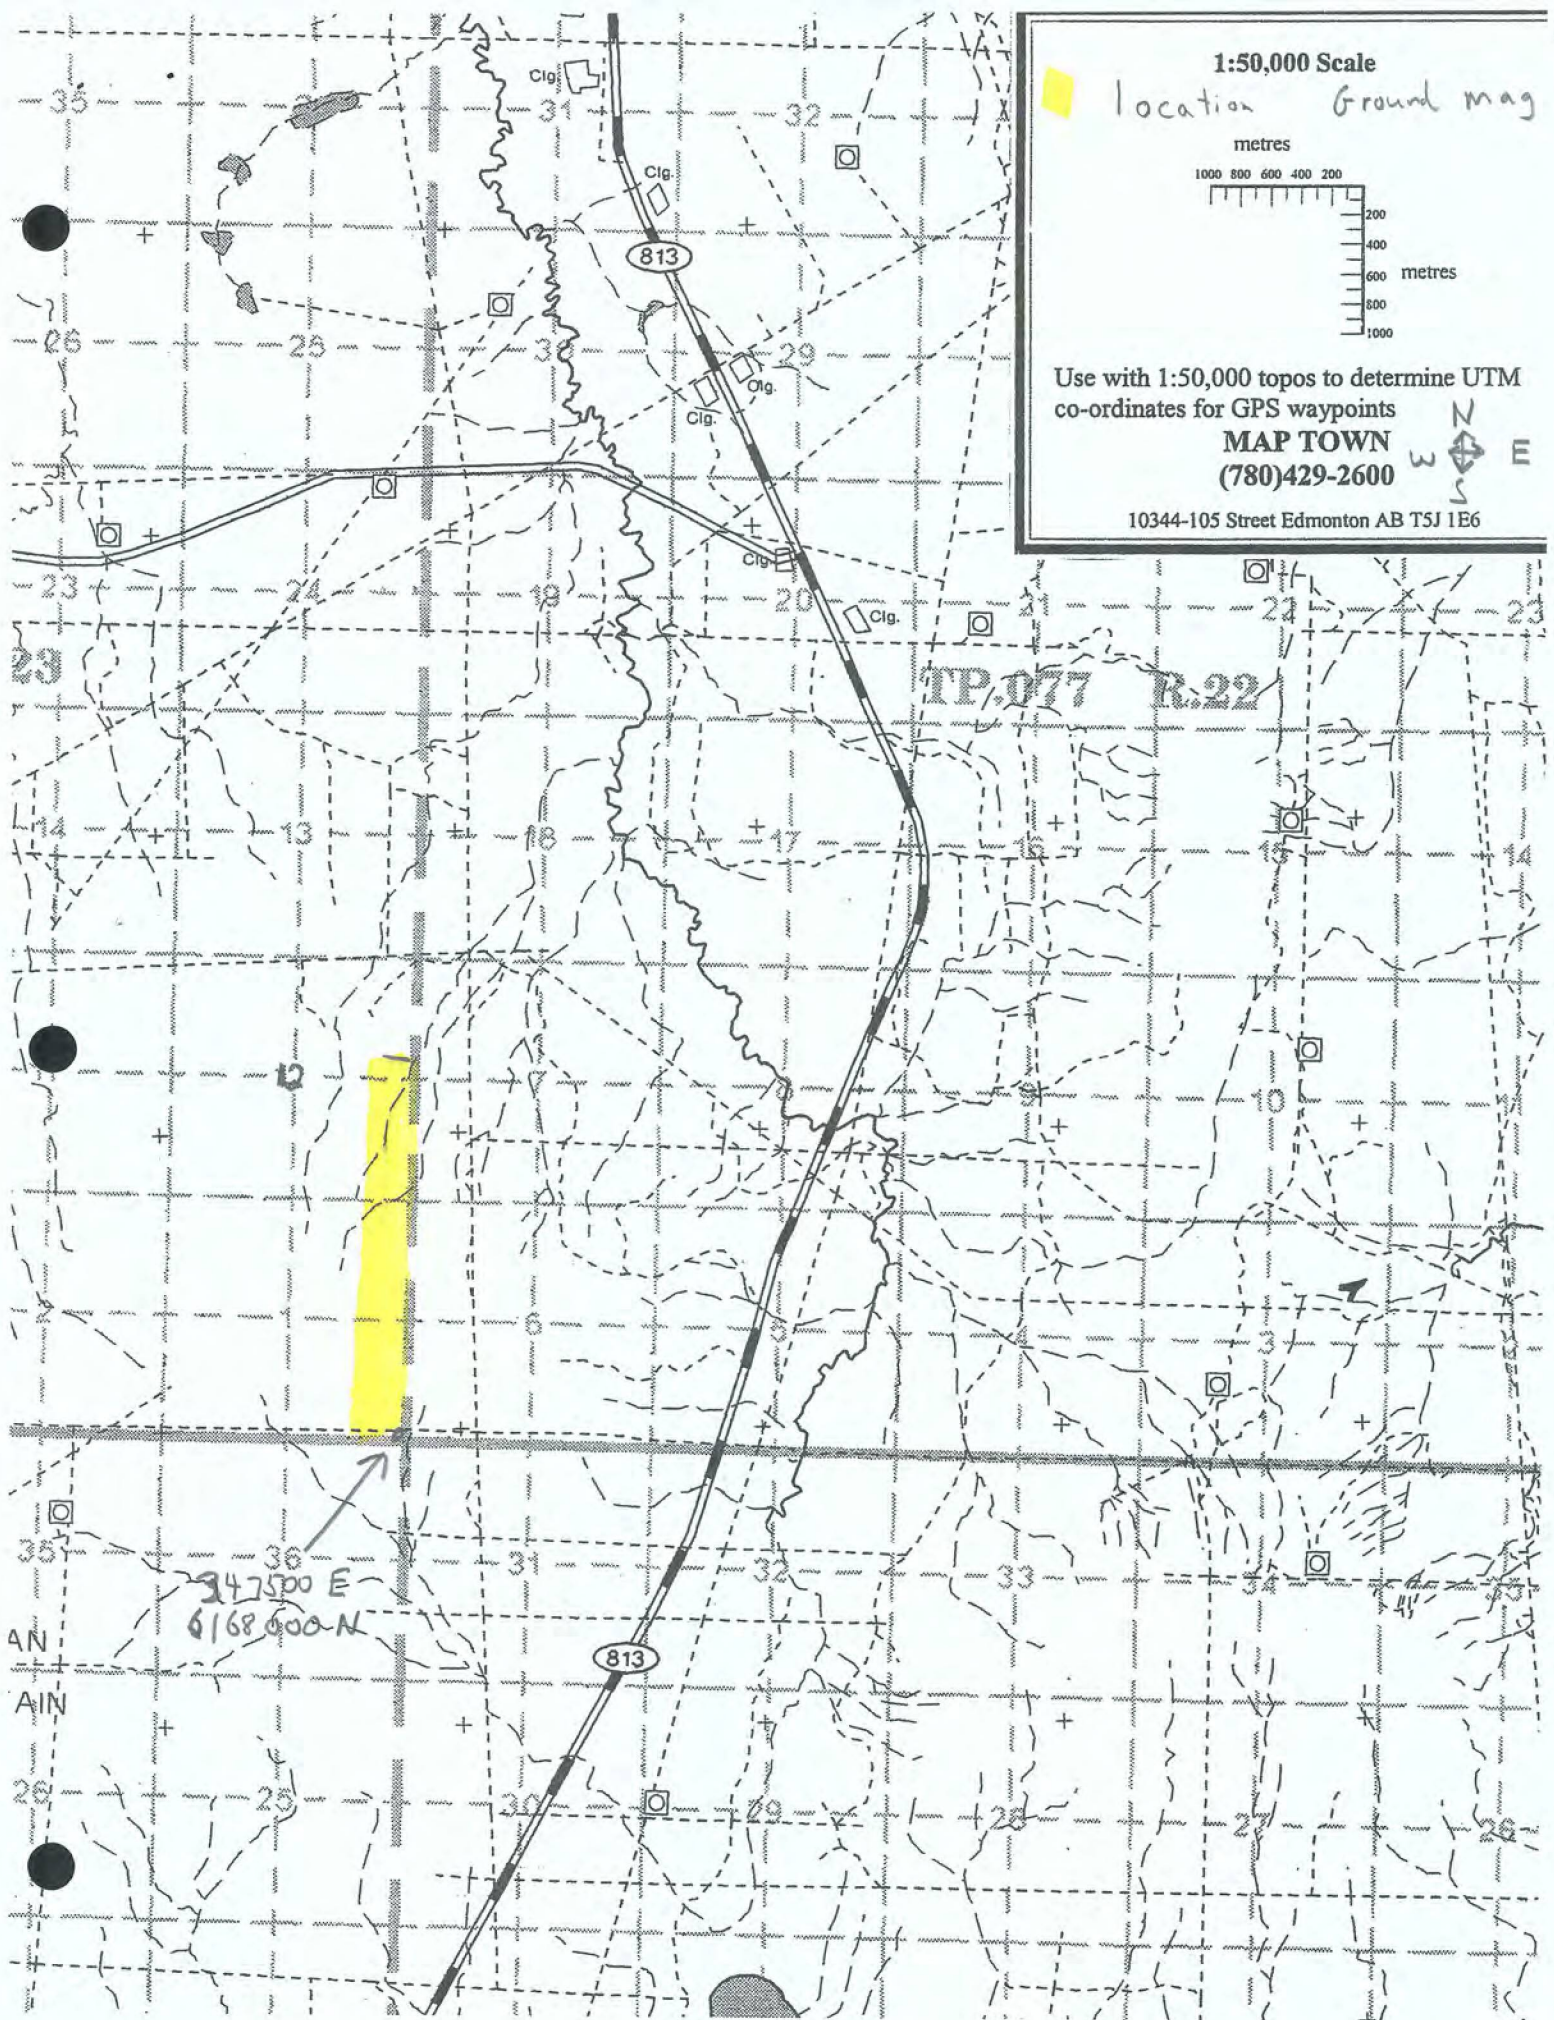 1:50,000 Scale
location Ground mag
metres
1000 800 600 400 200
200
400
600 metres
800
1000
Use with 1:50,000 topos to determine UTM
co-ordinates for GPS waypoints
MAP TOWN
(780)429-2600
N
W E
S
10344-105 Street Edmonton AB T5J 1E6
Clg.
35 31 32
Clg.
813
26 25 30 29
Clg.
Clg.
Clg.
23 24 19 20 21 22 23
Clg.
23 TP.077 R.22
14 13 18 17 16 15 14
12 7 8 9 10 11
2 1 6 5 4 3
35 36 31 32 33 34 35
347500 E
6168000 N
AN
813
AIN
26 25 30 29 28 27 26